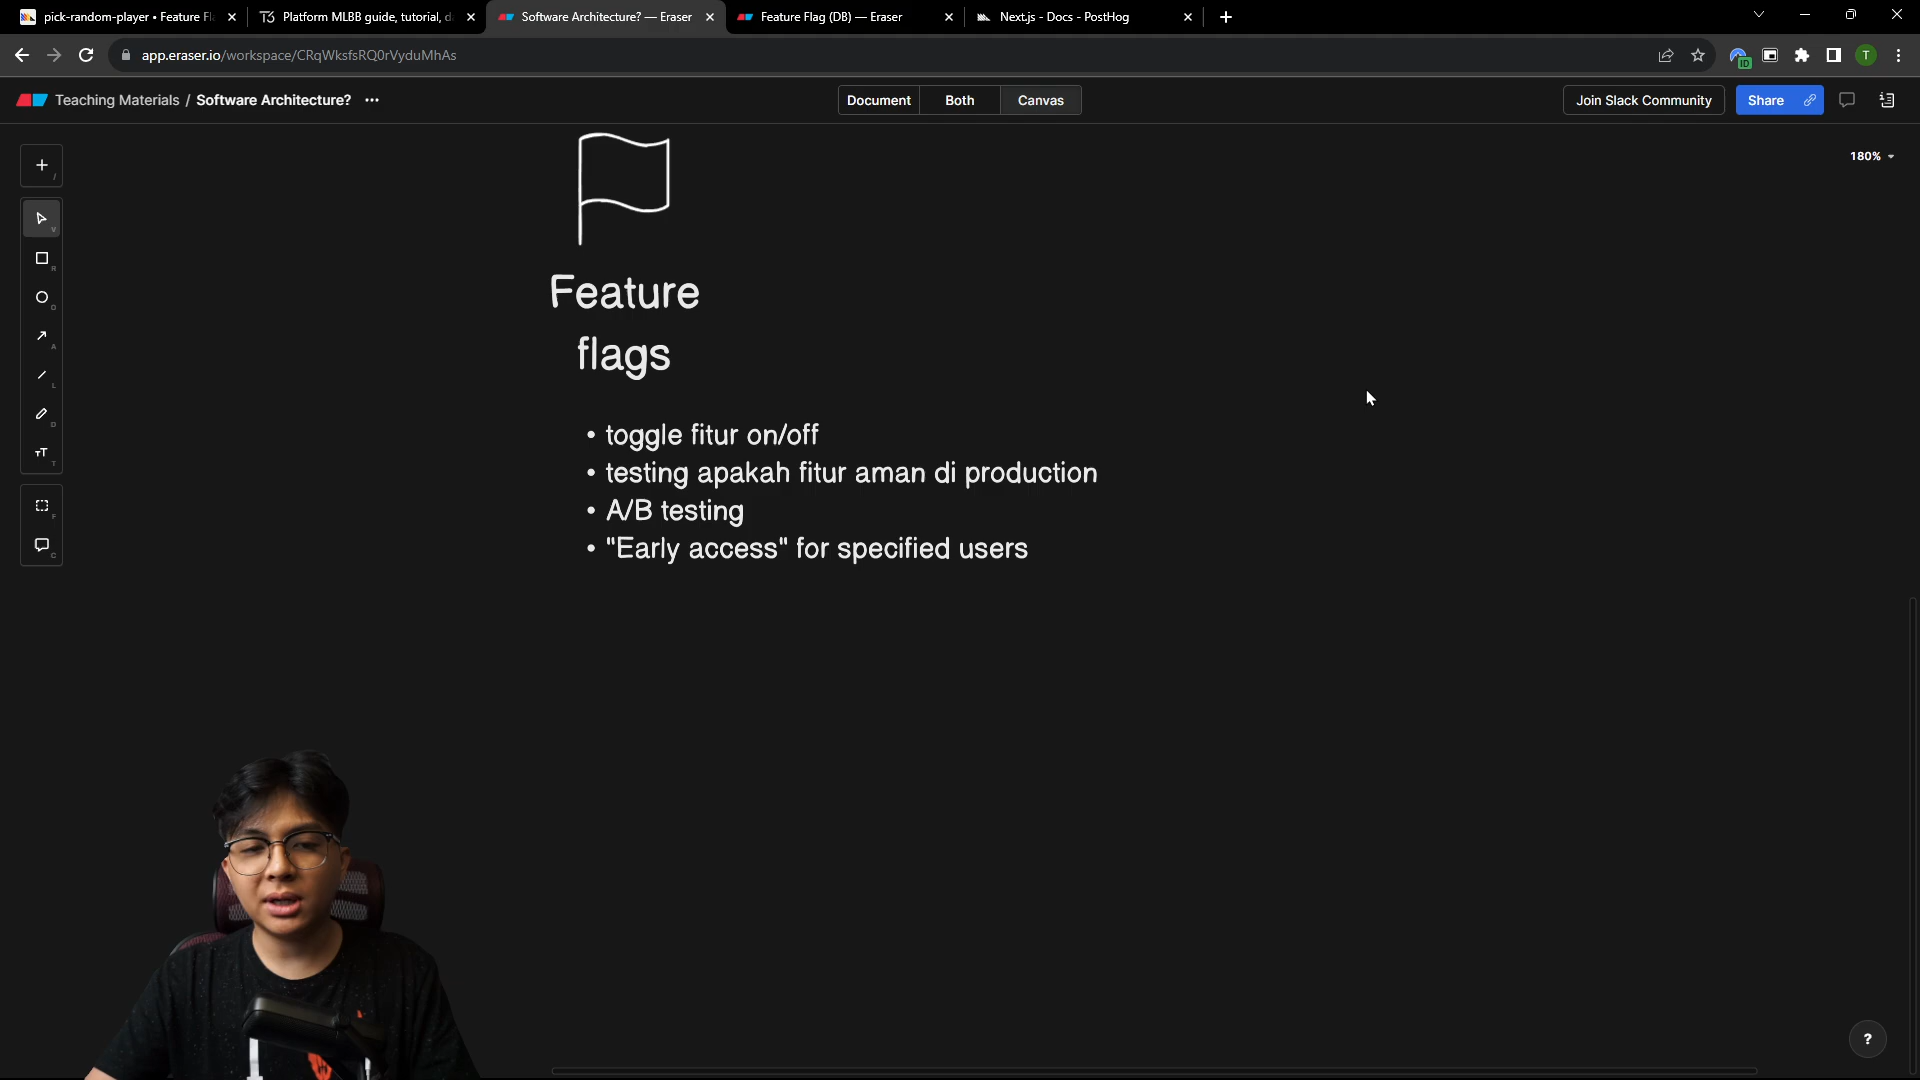 pick-random-player • Feature Fl
Platform MLBB guide, tutorial, d
Software Architecture? — Eraser
Feature Flag (DB) — Eraser
Next.js - Docs - PostHog
app.eraser.io/workspace/CRqWksfsRQ0rVyduMhAs
ID
T
Teaching Materials / Software Architecture? •••
Document
Both
Canvas
Join Slack Community
Share
180%
/
V
R
O
A
L
D
T
F
C
Feature
flags
• toggle fitur on/off
• testing apakah fitur aman di production
• A/B testing
• "Early access" for specified users
?